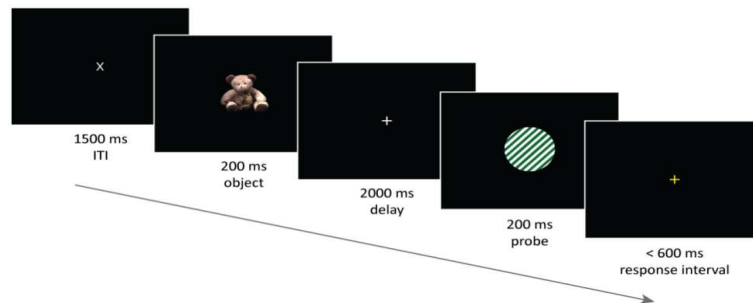 1500 ms
ITI
200 ms
object
2000 ms
delay
200 ms
probe
< 600 ms
response interval